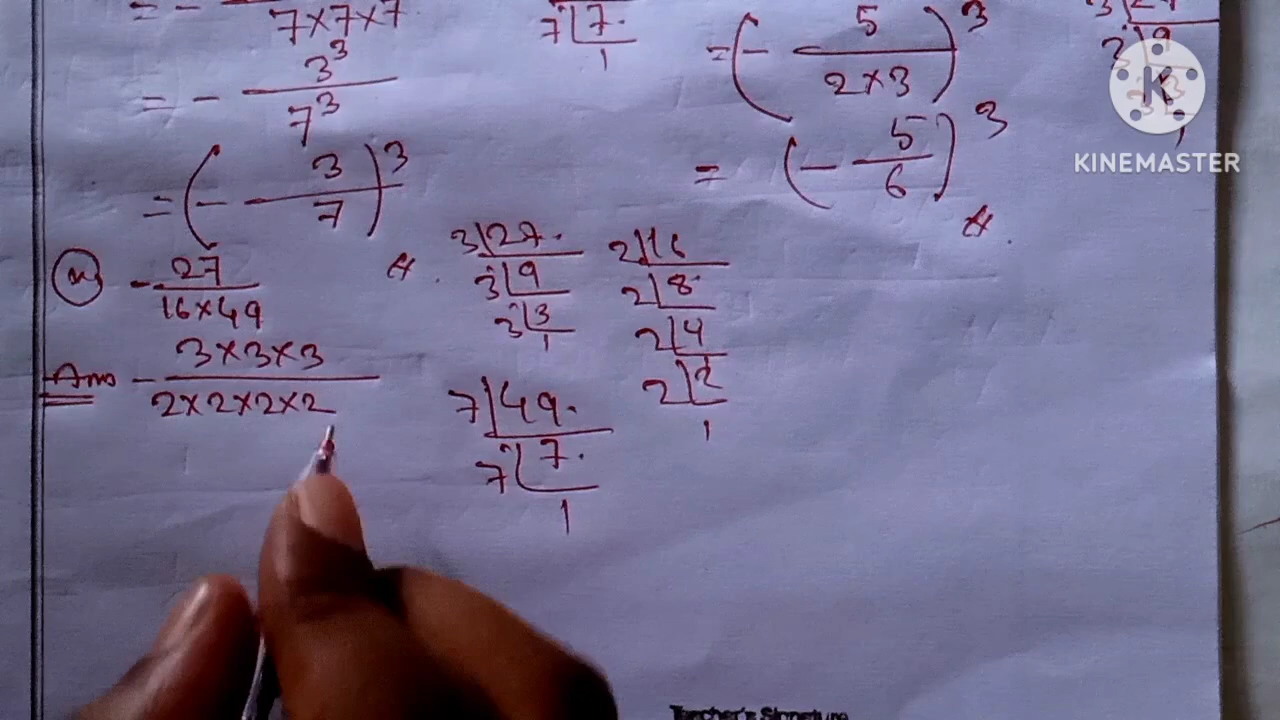 = - 7×7×7
= - 3³ / 7³
= (- 3/7)³
7 | 7.
1
= (- 5 / 2×3)³
= (- 5/6)³
KINEMASTER
- 27 / 16×49
3 | 27.
3 | 9
3 | 3
1
2 | 16
2 | 8
2 | 4
2 | 2
1
Ans - 3×3×3 / 2×2×2×2
7 | 49.
7 | 7.
1
Teacher's Signature